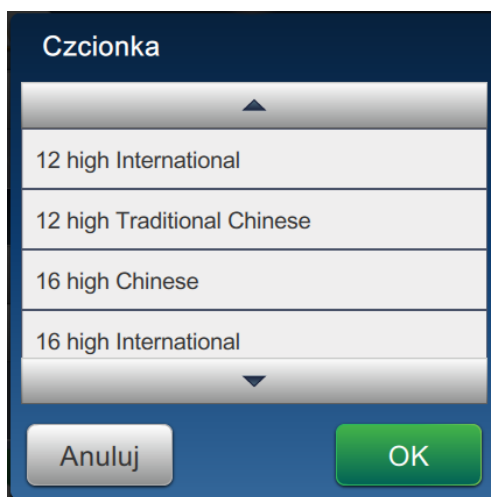 Czcionka
12 high International
12 high Traditional Chinese
16 high Chinese
16 high International
Anuluj
OK